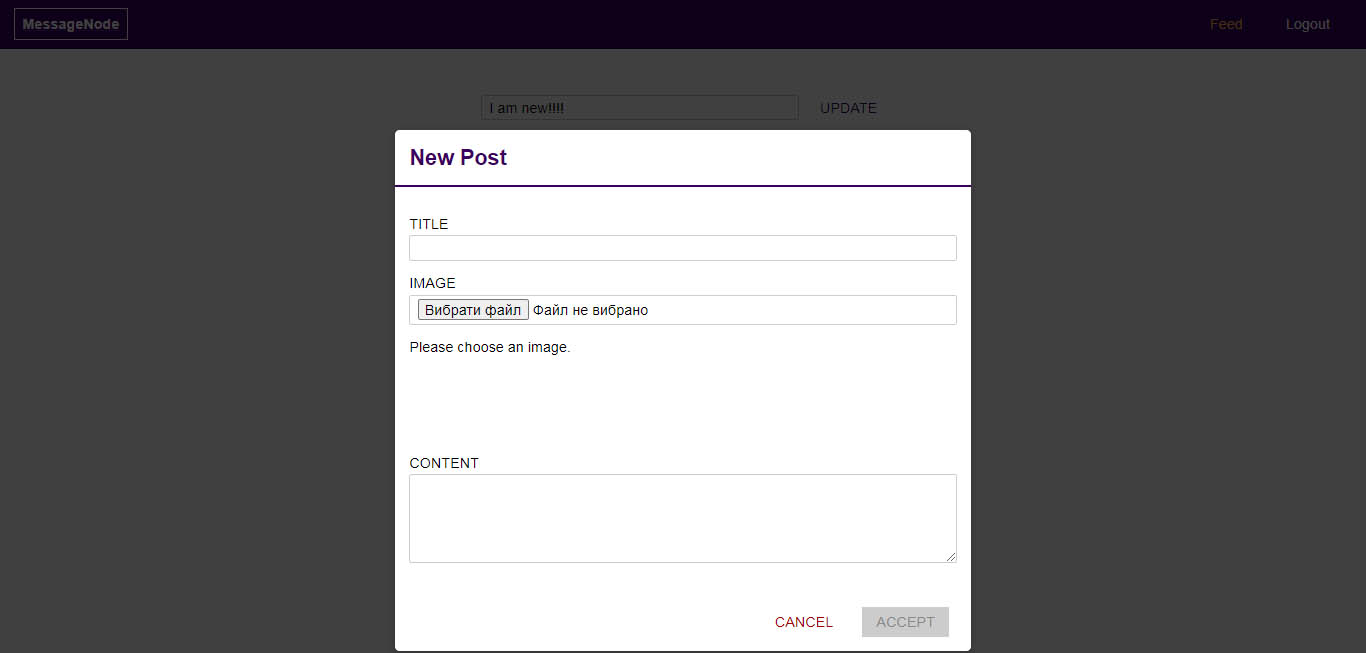 MessageNode Feed Logout
I am new!!!! UPDATE
New Post
TITLE
IMAGE
Вибрати файл Файл не вибрано
Please choose an image.
CONTENT
CANCEL ACCEPT